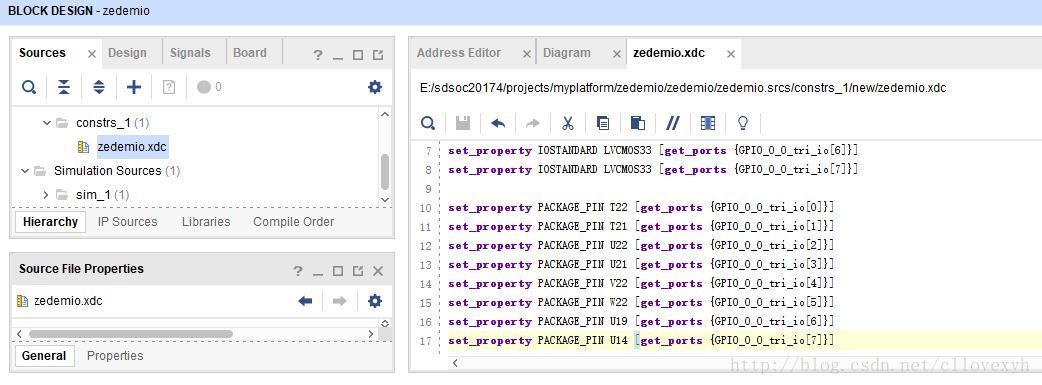 BLOCK DESIGN - zedemio
Sources
Design
Signals
Board
0
constrs_1 (1)
zedemio.xdc
Simulation Sources (1)
sim_1 (1)
Hierarchy
IP Sources
Libraries
Compile Order
Source File Properties
zedemio.xdc
General
Properties
Address Editor
Diagram
zedemio.xdc
E:/sdsoc20174/projects/myplatform/zedemio/zedemio/zedemio.srcs/constrs_1/new/zedemio.xdc
7 set_property IOSTANDARD LVCMOS33 [get_ports {GPIO_0_0_tri_io[6]}]
8 set_property IOSTANDARD LVCMOS33 [get_ports {GPIO_0_0_tri_io[7]}]
9
10 set_property PACKAGE_PIN T22 [get_ports {GPIO_0_0_tri_io[0]}]
11 set_property PACKAGE_PIN T21 [get_ports {GPIO_0_0_tri_io[1]}]
12 set_property PACKAGE_PIN U22 [get_ports {GPIO_0_0_tri_io[2]}]
13 set_property PACKAGE_PIN U21 [get_ports {GPIO_0_0_tri_io[3]}]
14 set_property PACKAGE_PIN V22 [get_ports {GPIO_0_0_tri_io[4]}]
15 set_property PACKAGE_PIN W22 [get_ports {GPIO_0_0_tri_io[5]}]
16 set_property PACKAGE_PIN U19 [get_ports {GPIO_0_0_tri_io[6]}]
17 set_property PACKAGE_PIN U14 [get_ports {GPIO_0_0_tri_io[7]}]
http://blog.csdn.net/cllovexyh